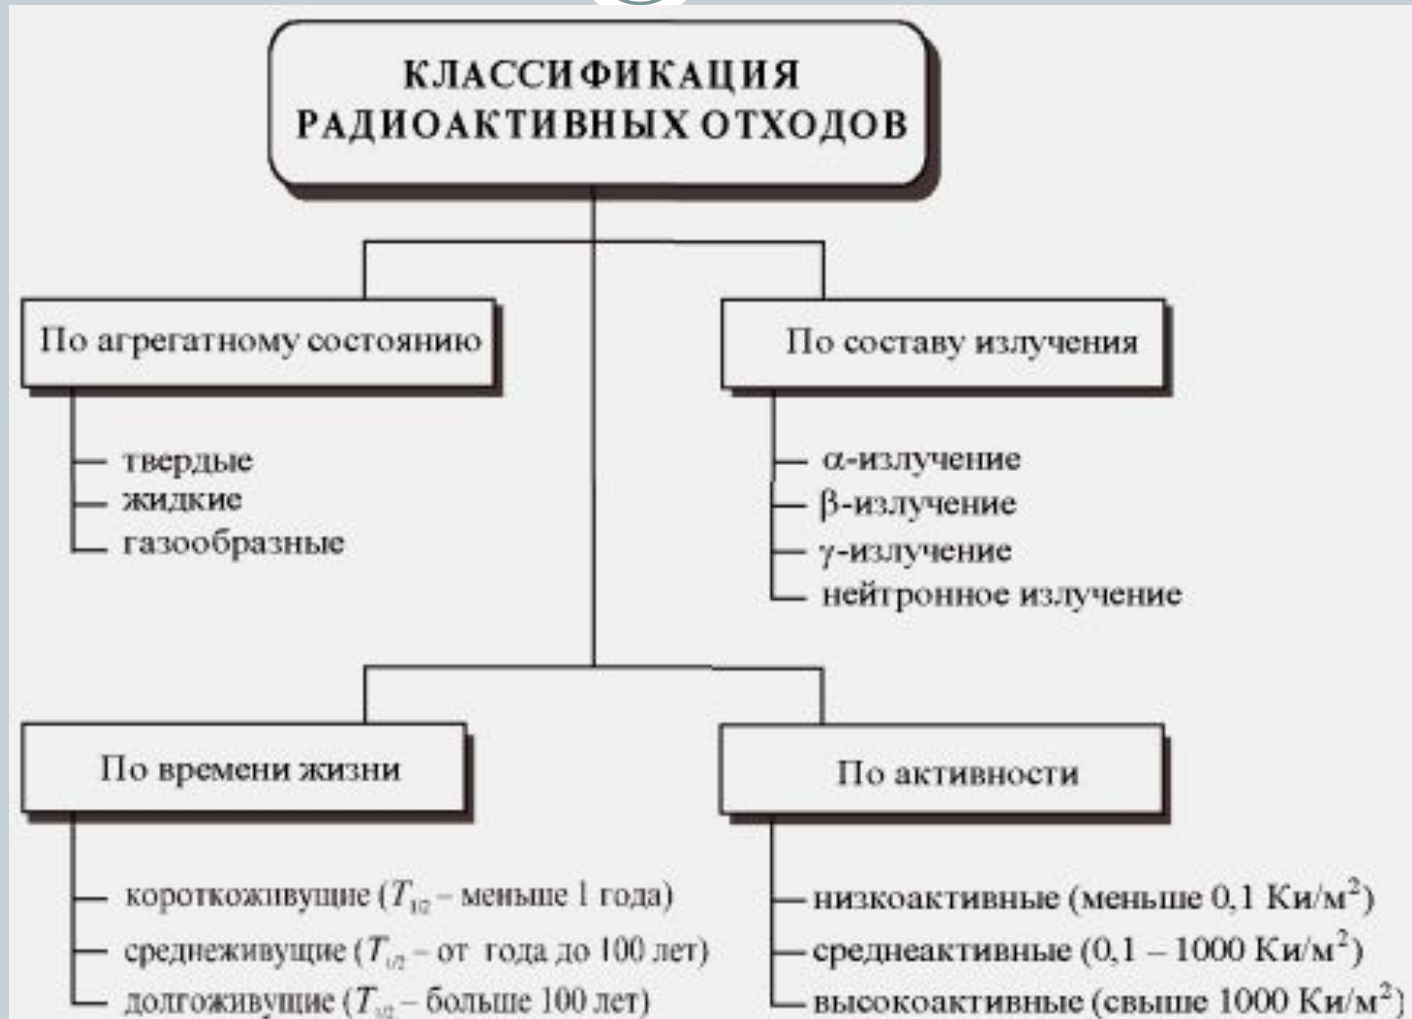 КЛАССИФИКАЦИЯ
РАДИОАКТИВНЫХ ОТХОДОВ
По агрегатному состоянию
твердые
жидкие
газообразные
По составу излучения
α-излучение
β-излучение
γ-излучение
нейтронное излучение
По времени жизни
короткоживущие (T₁/₂ – меньше 1 года)
среднеживущие (T₁/₂ – от года до 100 лет)
долгоживущие (T₁/₂ – больше 100 лет)
По активности
низкоактивные (меньше 0,1 Ки/м²)
среднеактивные (0,1 – 1000 Ки/м²)
высокоактивные (свыше 1000 Ки/м²)